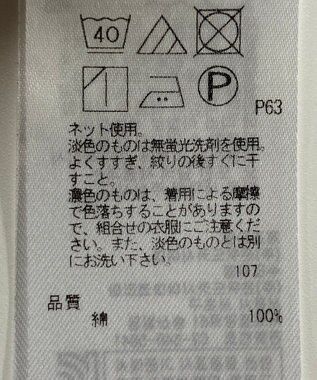 40
P
P63
ネット使用。
淡色のものは無蛍光洗剤を使用。
よくすすぎ、絞りの後すぐに干
すこと。
濃色のものは、着用による摩擦
で色落ちすることがありますの
で、組合せの衣服にご注意くだ
さい。また、淡色のものとは別
にお洗い下さい。
107
品質
綿 100%